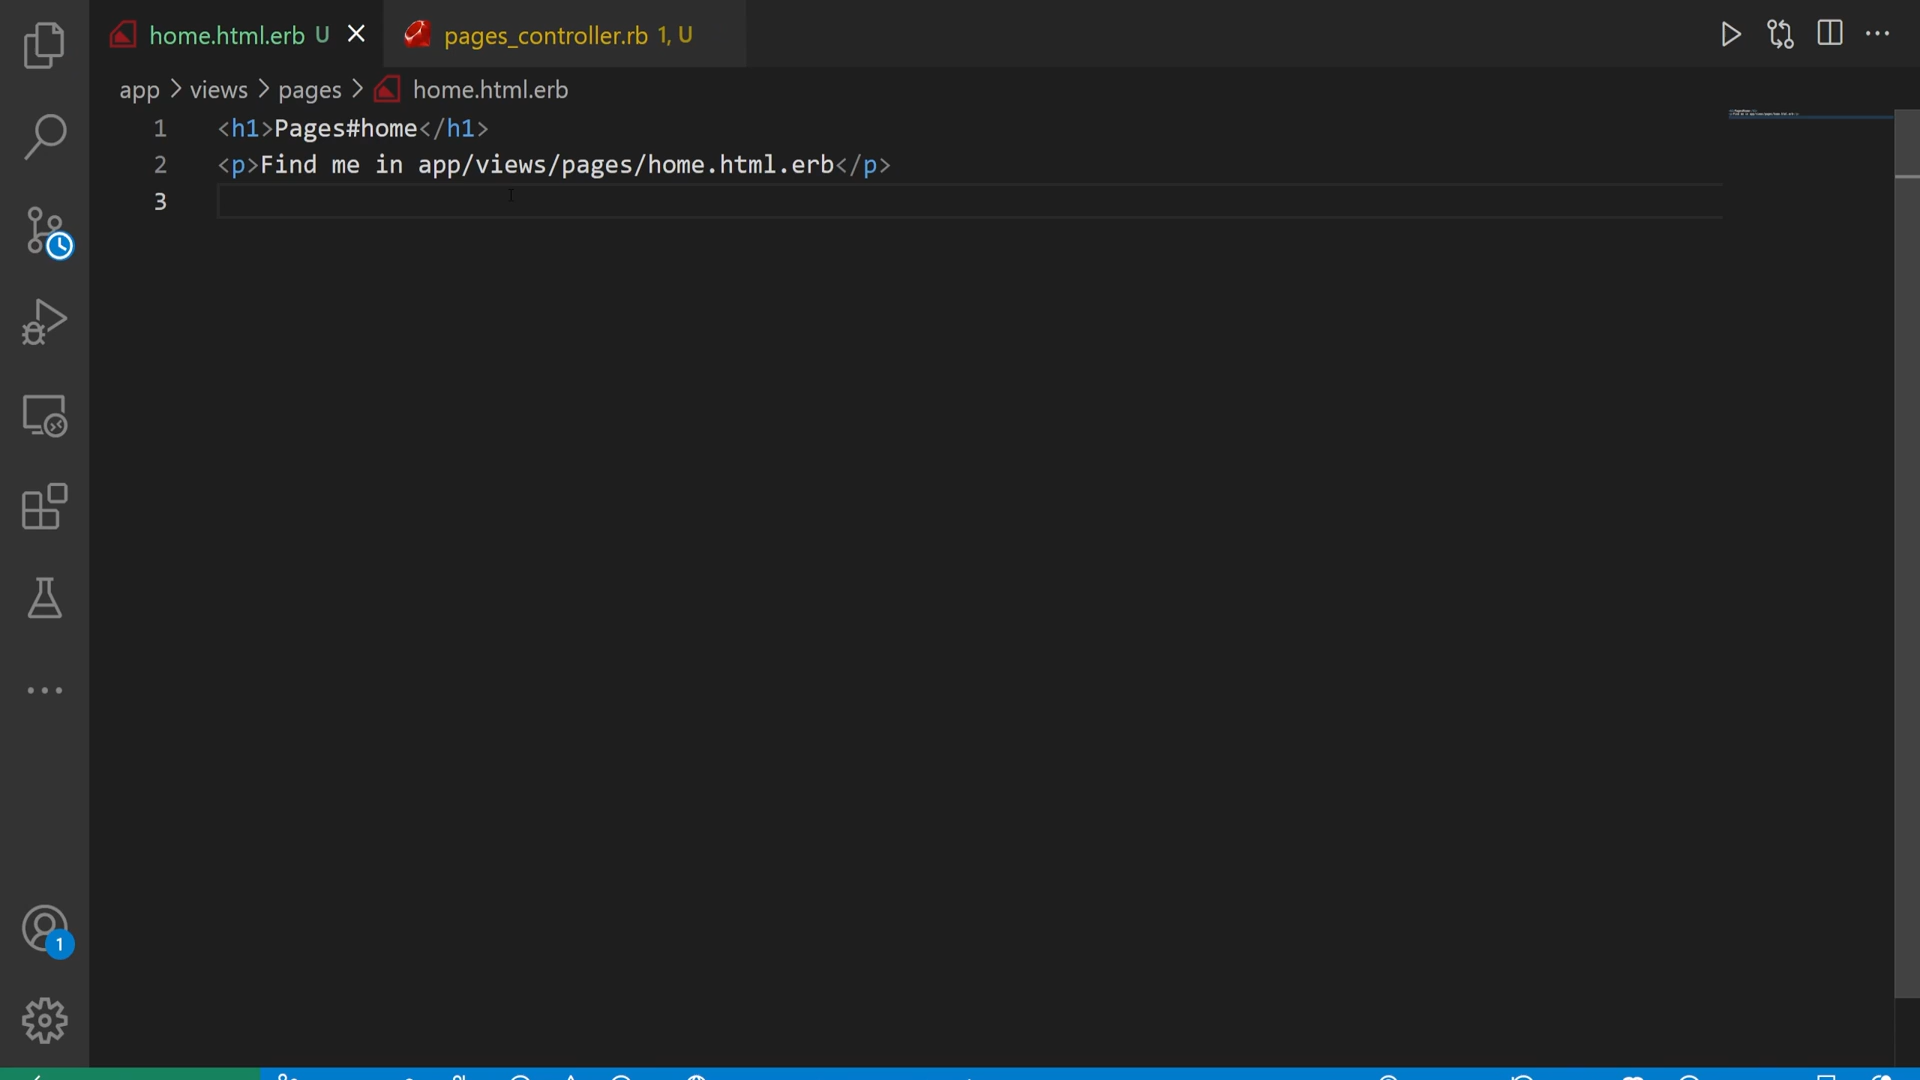 home.html.erb U pages_controller.rb 1, U
app > views > pages > home.html.erb
1 <h1>Pages#home</h1>
2 <p>Find me in app/views/pages/home.html.erb</p>
3
1